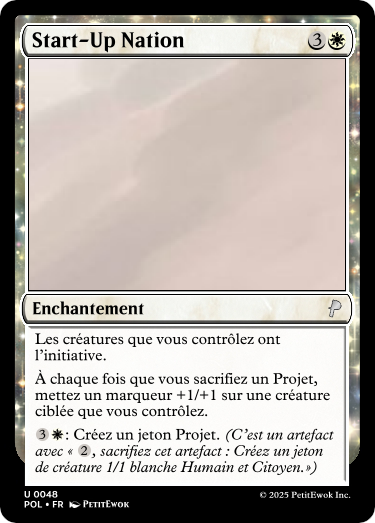 Start-Up Nation 3
Enchantement
Les créatures que vous contrôlez ont
l'initiative.
À chaque fois que vous sacrifiez un Projet,
mettez un marqueur +1/+1 sur une créature
ciblée que vous contrôlez.
3 : Créez un jeton Projet. (C'est un artefact
avec « 2, sacrifiez cet artefact : Créez un jeton
de créature 1/1 blanche Humain et Citoyen.»)
U 0048
POL • FR PetitEwok
© 2025 PetitEwok Inc.